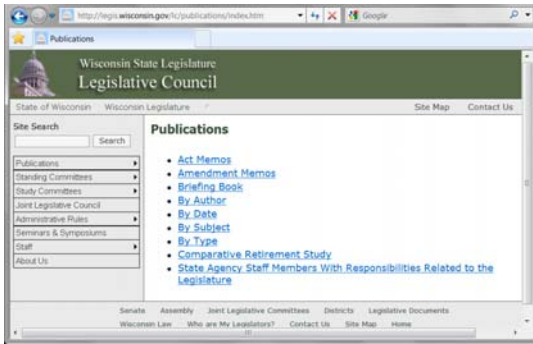 http://legis.wisconsin.gov/lc/publications/index.htm
Google
Publications
Wisconsin State Legislature
Legislative Council
State of Wisconsin Wisconsin Legislature /
Site Map Contact Us
Site Search
Search
Publications
Standing Committees
Study Committees
Joint Legislative Council
Administrative Rules
Seminars & Symposiums
Staff
About Us
Publications
• Act Memos
• Amendment Memos
• Briefing Book
• By Author
• By Date
• By Subject
• By Type
• Comparative Retirement Study
• State Agency Staff Members With Responsibilities Related to the
Legislature
Senate Assembly Joint Legislative Committees Districts Legislative Documents
Wisconsin Law Who are My Legislators? Contact Us Site Map Home